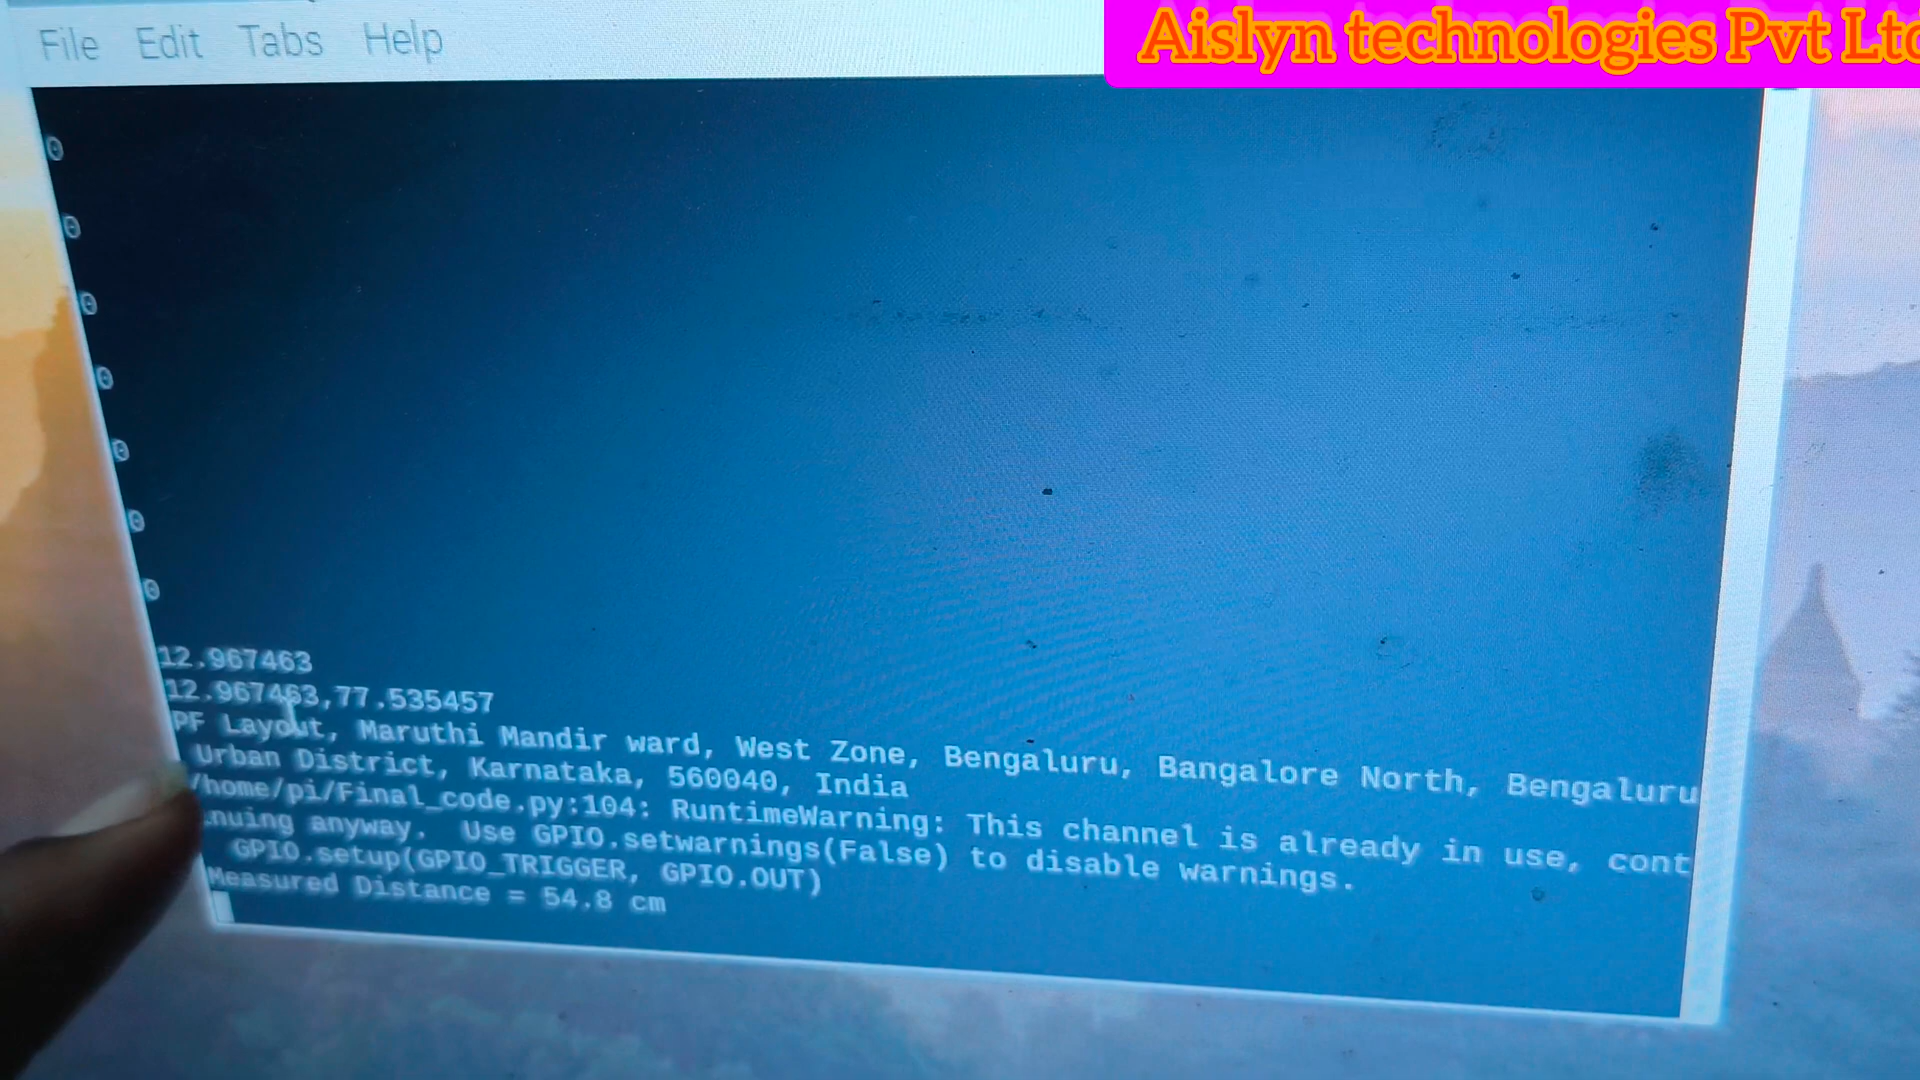 File Edit Tabs Help
Aislyn technologies Pvt Ltd
0
0
0
0
0
0
0
12.967463
12.967463,77.535457
PF Layout, Maruthi Mandir ward, West Zone, Bengaluru, Bangalore North, Bengaluru
Urban District, Karnataka, 560040, India
/home/pi/Final_code.py:104: RuntimeWarning: This channel is already in use, cont
inuing anyway. Use GPIO.setwarnings(False) to disable warnings.
GPIO.setup(GPIO_TRIGGER, GPIO.OUT)
Measured Distance = 54.8 cm